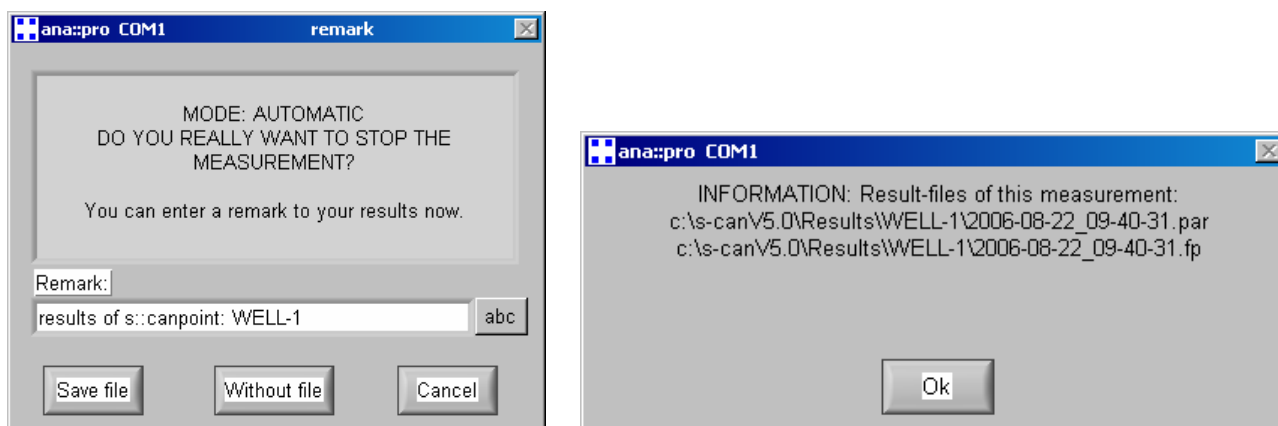 ana::pro COM1 remark
MODE: AUTOMATIC
DO YOU REALLY WANT TO STOP THE
MEASUREMENT?
You can enter a remark to your results now.
Remark:
results of s::canpoint: WELL-1
abc
Save file
Without file
Cancel
ana::pro COM1
INFORMATION: Result-files of this measurement:
c:\s-canV5.0\Results\WELL-1\2006-08-22_09-40-31.par
c:\s-canV5.0\Results\WELL-1\2006-08-22_09-40-31.fp
Ok